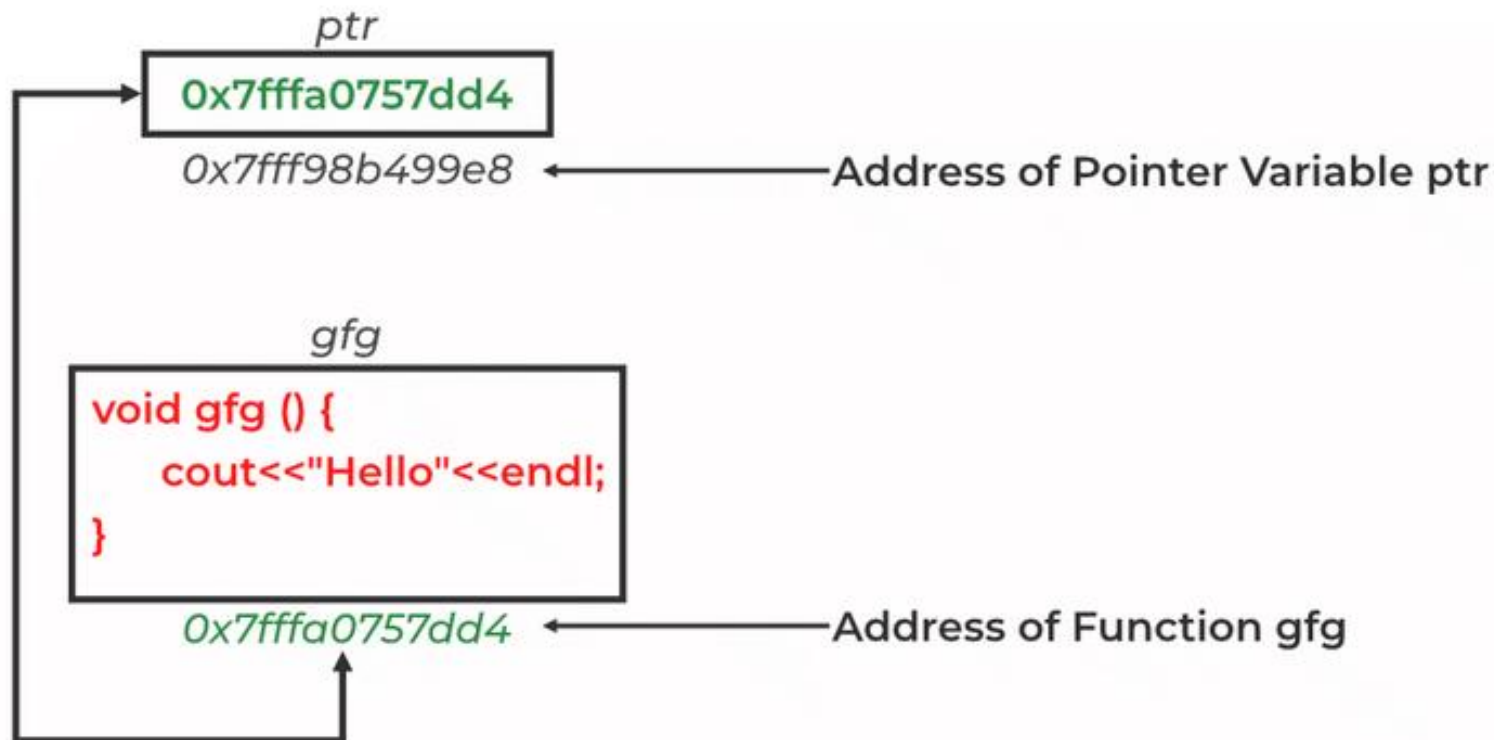 ptr
0x7fffa0757dd4
0x7fff98b499e8
Address of Pointer Variable ptr
gfg
void gfg () {
cout<<"Hello"<<endl;
}
0x7fffa0757dd4
Address of Function gfg